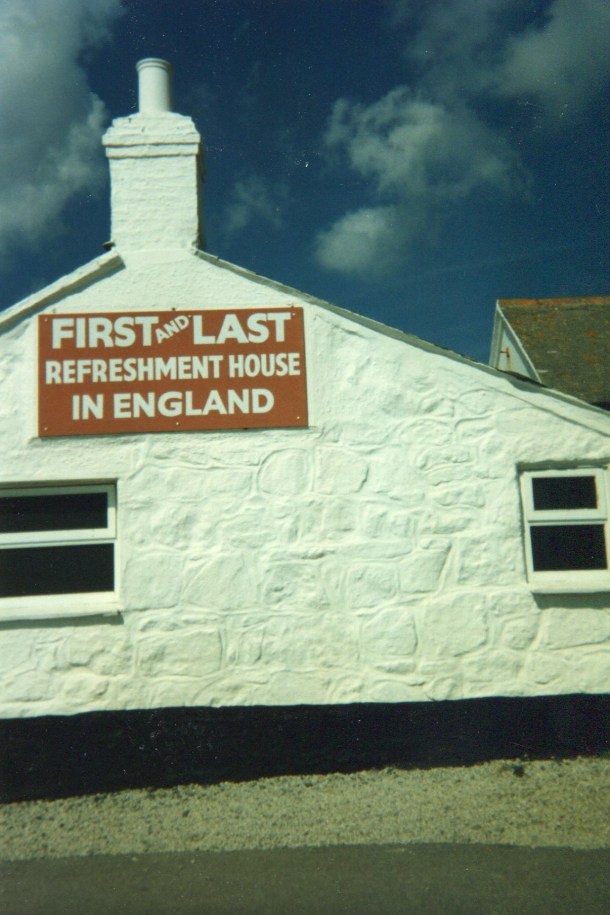 FIRST AND LAST
REFRESHMENT HOUSE
IN ENGLAND